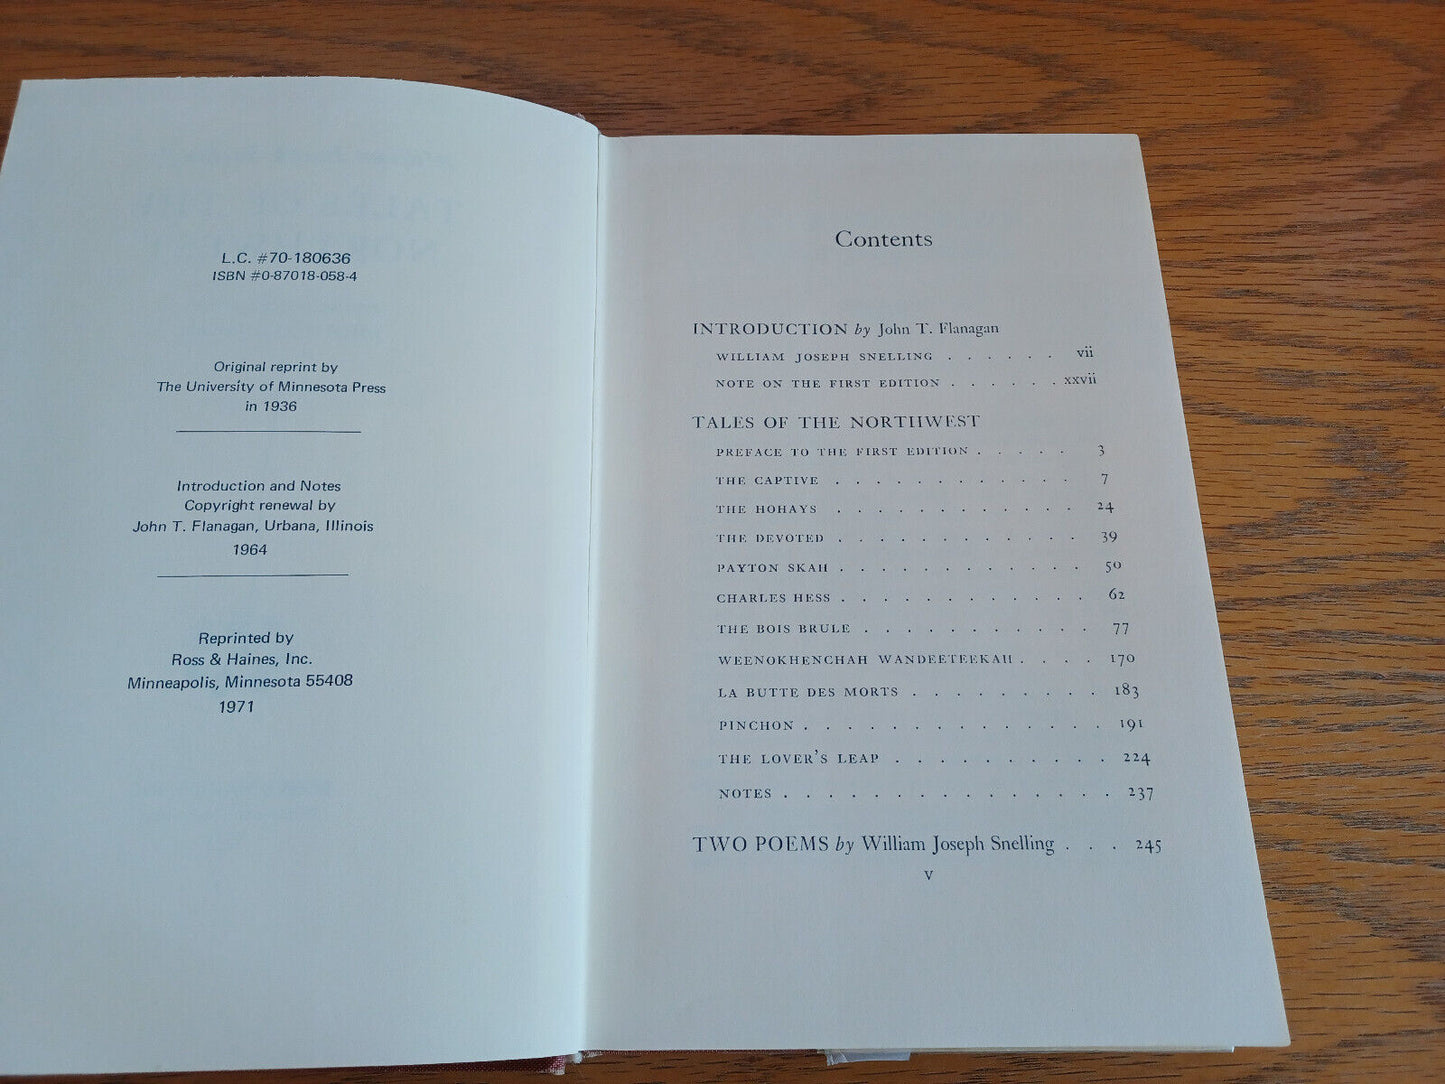 L.C. #70-180636
ISBN #0-87018-058-4
Original reprint by
The University of Minnesota Press
in 1936
Introduction and Notes
Copyright renewal by
John T. Flanagan, Urbana, Illinois
1964
Reprinted by
Ross & Haines, Inc.
Minneapolis, Minnesota 55408
1971
Contents
INTRODUCTION by John T. Flanagan
WILLIAM JOSEPH SNELLING . . . . . . vii
NOTE ON THE FIRST EDITION . . . . . . xxvii
TALES OF THE NORTHWEST
PREFACE TO THE FIRST EDITION . . . . . 3
THE CAPTIVE . . . . . . . . . 7
THE HOHAYS . . . . . . . . . 24
THE DEVOTED . . . . . . . . . 39
PAYTON SKAH . . . . . . . . . 50
CHARLES HESS . . . . . . . . . . 62
THE BOIS BRULE . . . . . . . . . 77
WEENOKHENCHAH WANDEETEEKAH . . . . 170
LA BUTTE DES MORTS . . . . . . . 183
PINCHON . . . . . . . . . . . 191
THE LOVER'S LEAP . . . . . . . . 224
NOTES . . . . . . . . . . . . 237
TWO POEMS by William Joseph Snelling . . . 245
v